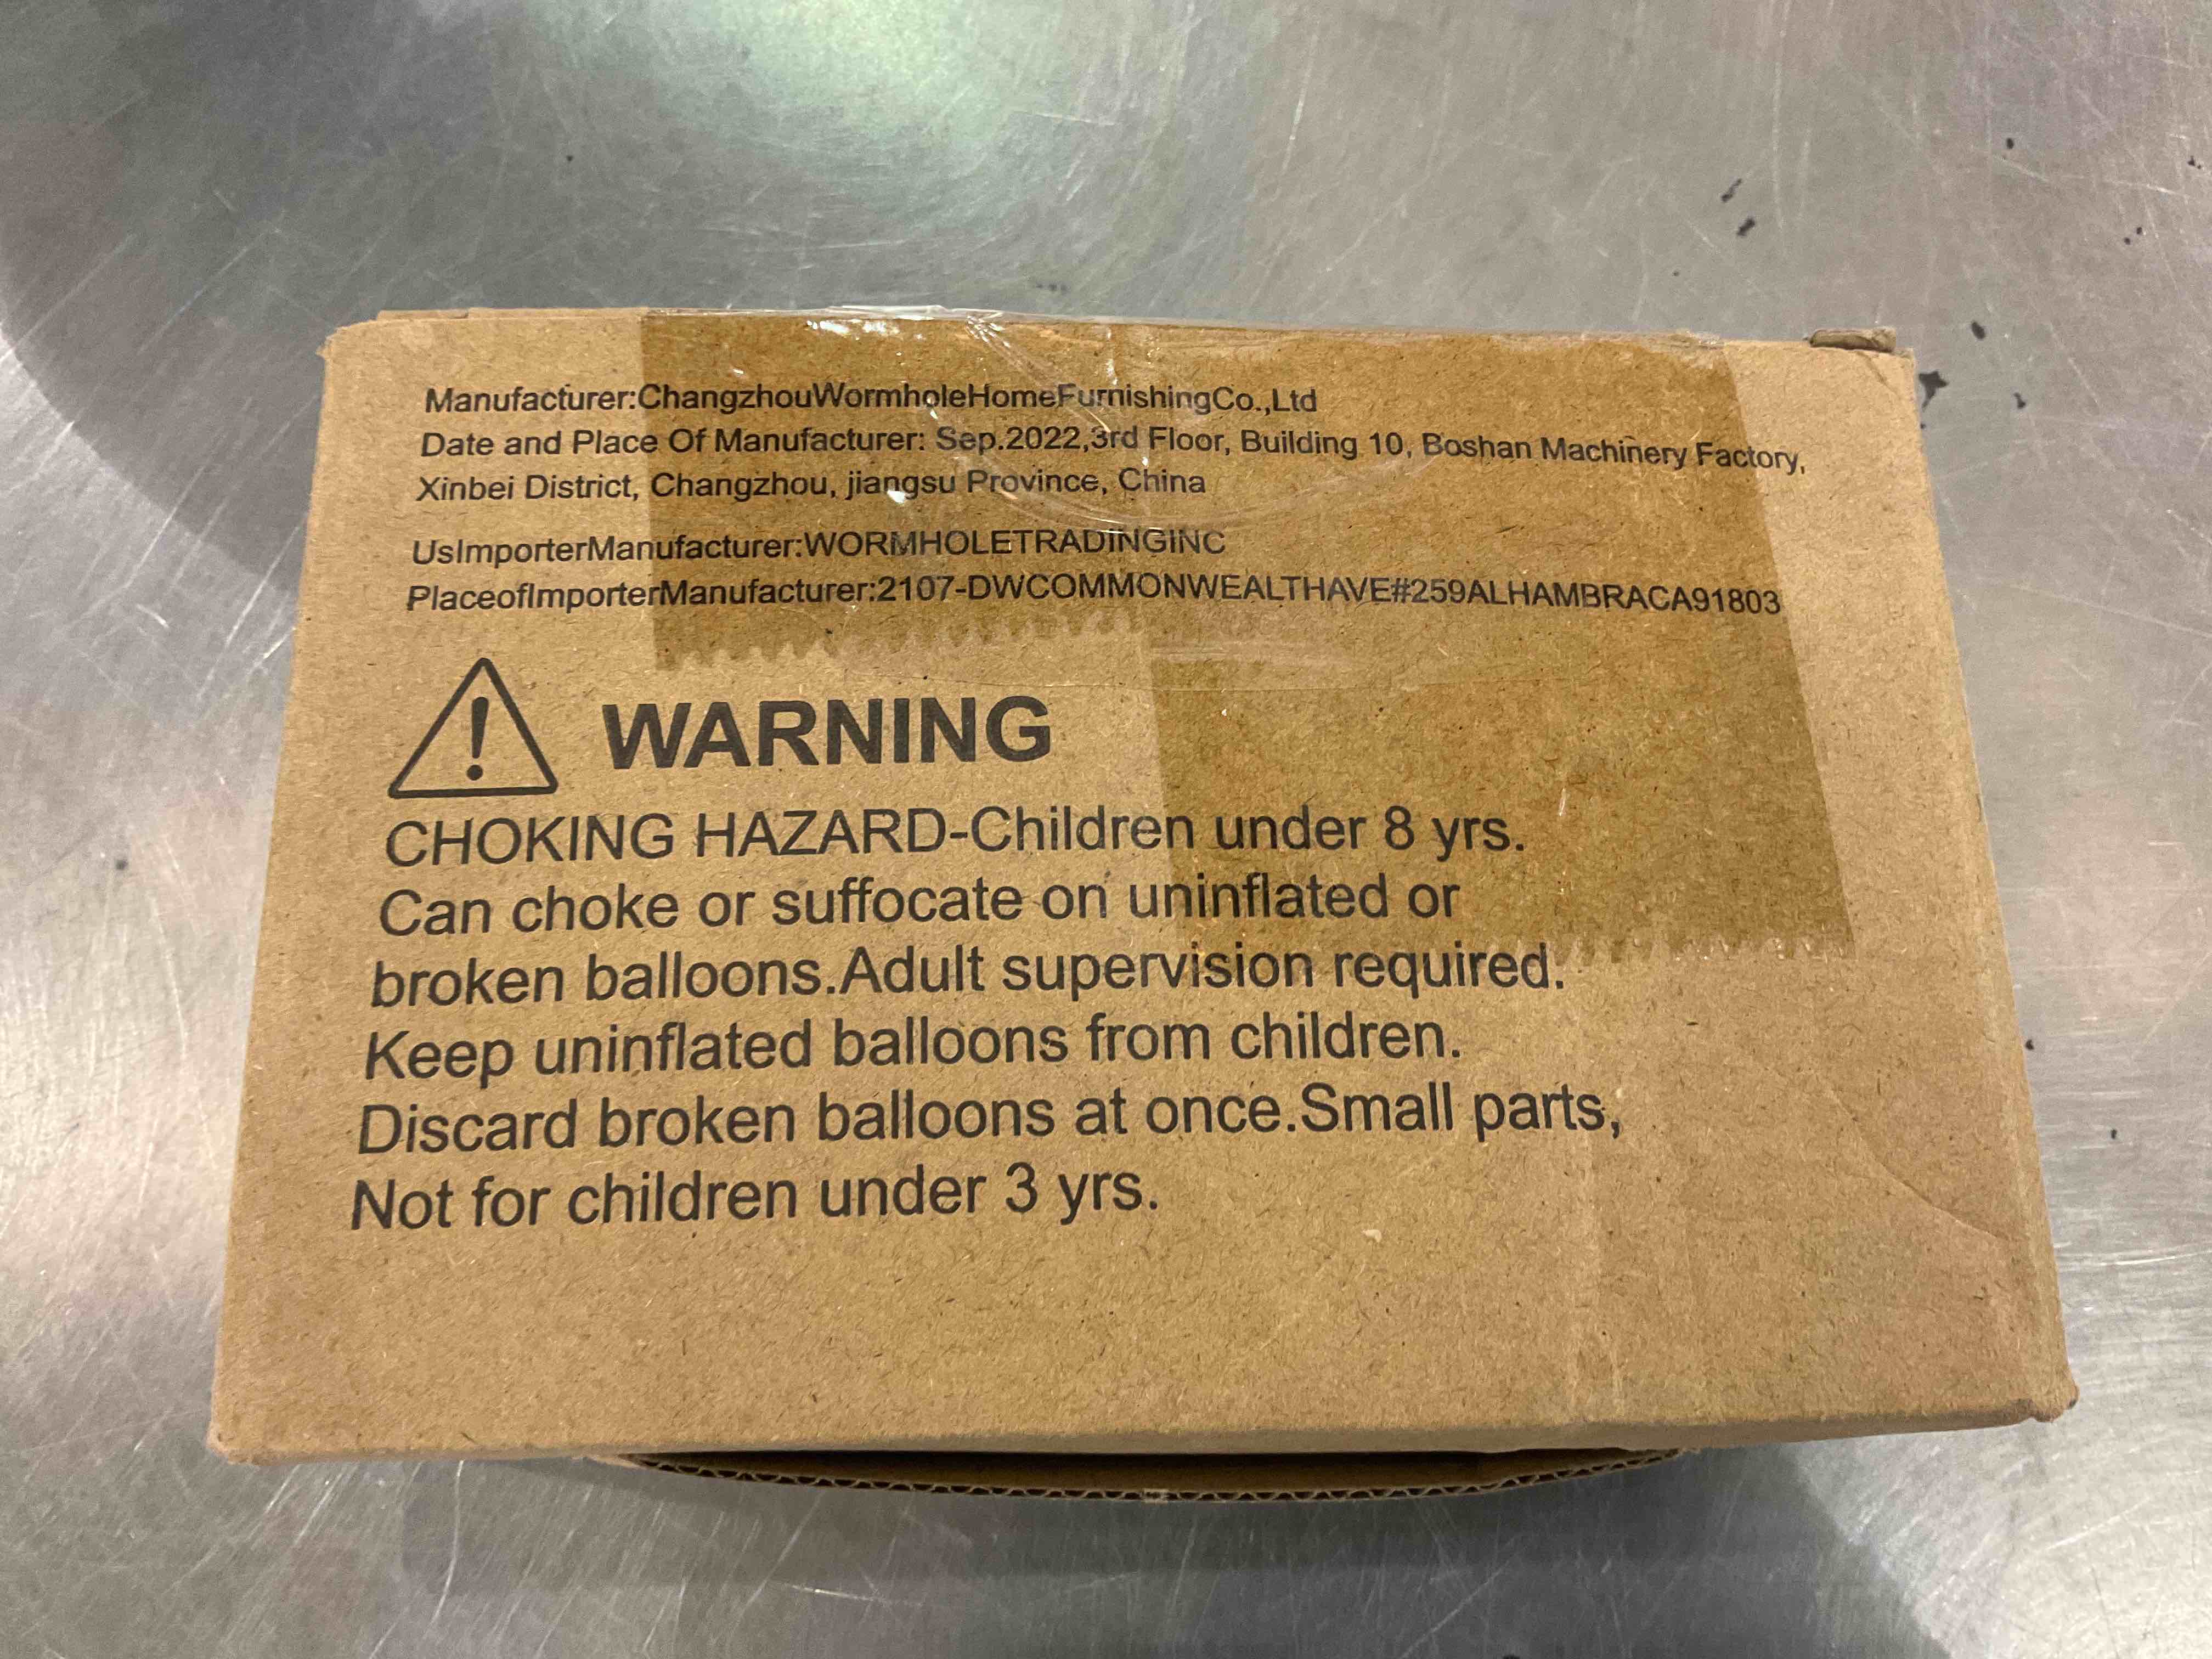 Manufacturer:ChangzhouWormholeHomeFurnishingCo.,Ltd
Date and Place Of Manufacturer: Sep.2022,3rd Floor, Building 10, Boshan Machinery Factory,
Xinbei District, Changzhou, jiangsu Province, China
UsImporterManufacturer:WORMHOLETRADINGINC
PlaceofImporterManufacturer:2107-DWCOMMONWEALTHAVE#259ALHAMBRACA91803
WARNING
CHOKING HAZARD-Children under 8 yrs.
Can choke or suffocate on uninflated or
broken balloons.Adult supervision required.
Keep uninflated balloons from children.
Discard broken balloons at once.Small parts,
Not for children under 3 yrs.